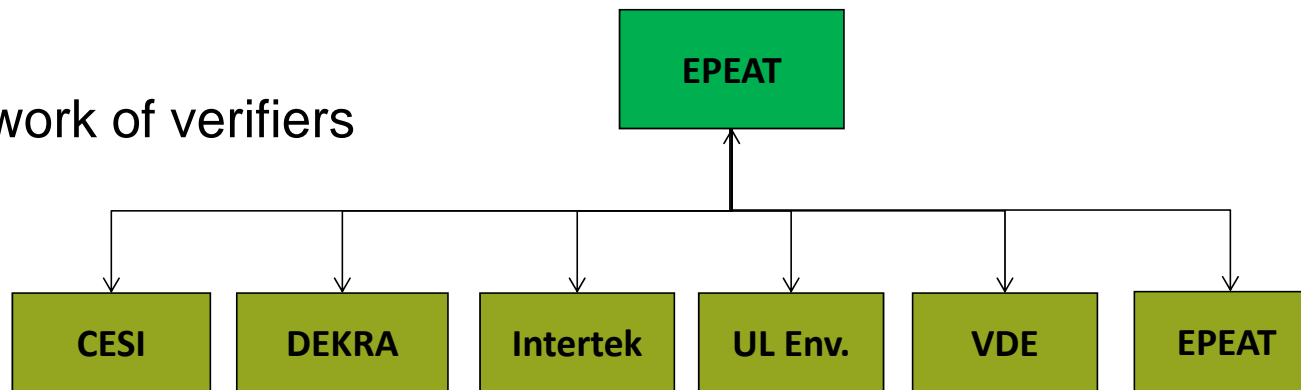 EPEAT
work of verifiers
CESI
DEKRA
Intertek
UL Env.
VDE
EPEAT